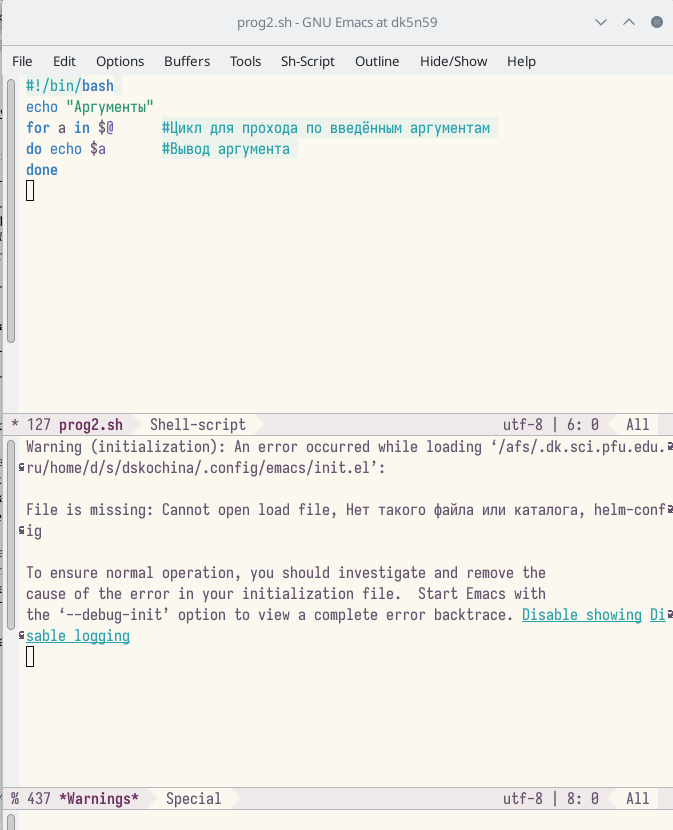 prog2.sh - GNU Emacs at dk5n59
File Edit Options Buffers Tools Sh-Script Outline Hide/Show Help
#!/bin/bash
echo "Аргументы"
for a in $@ #Цикл для прохода по введённым аргументам
do echo $a #Вывод аргумента
done
* 127 prog2.sh Shell-script utf-8 | 6: 0 All
Warning (initialization): An error occurred while loading ‘/afs/.dk.sci.pfu.edu.
ru/home/d/s/dskochina/.config/emacs/init.el’:
File is missing: Cannot open load file, Нет такого файла или каталога, helm-conf
ig
To ensure normal operation, you should investigate and remove the
cause of the error in your initialization file. Start Emacs with
the ‘--debug-init’ option to view a complete error backtrace. Disable showing Di
sable logging
% 437 *Warnings* Special utf-8 | 8: 0 All